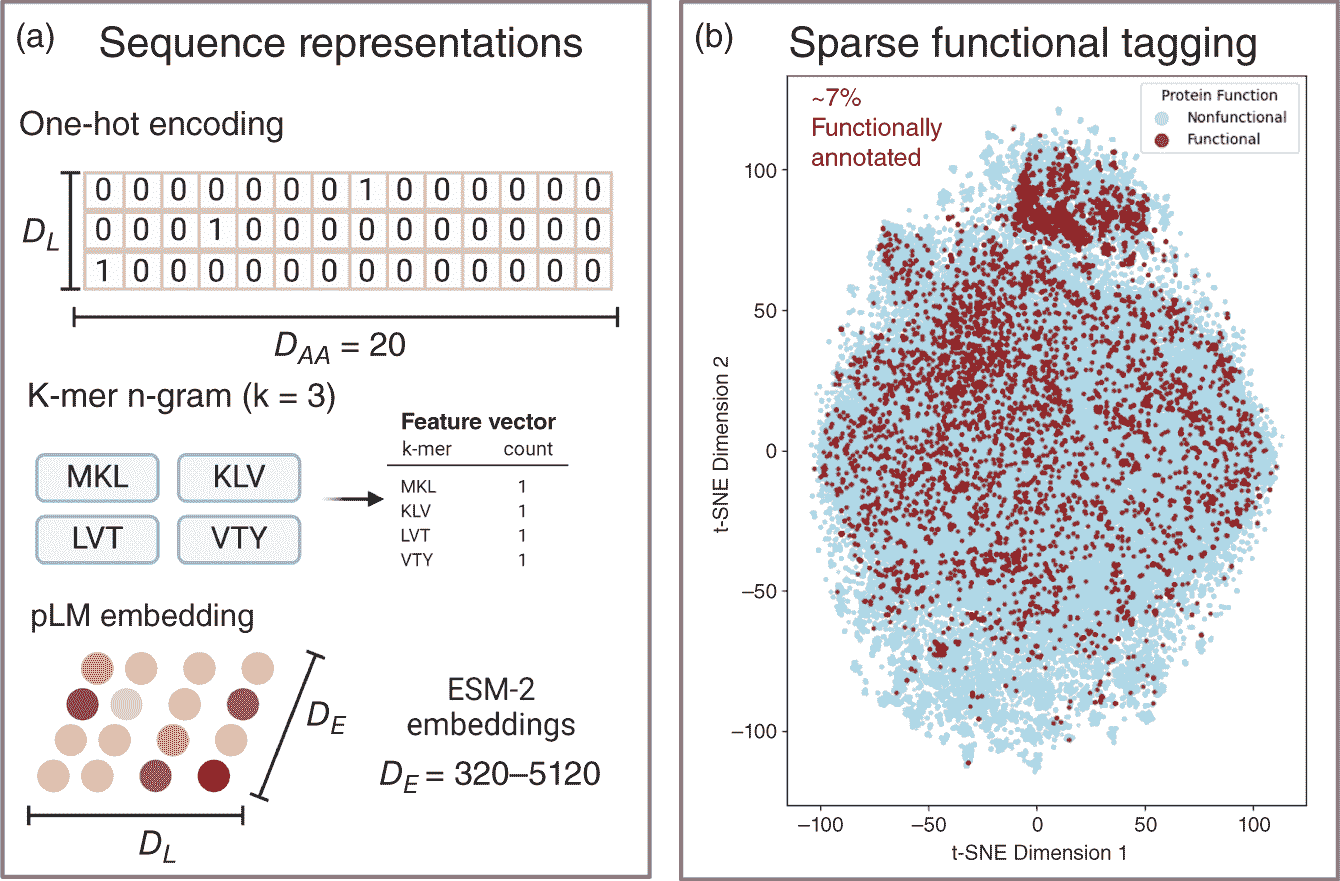 (a) Sequence representations
One-hot encoding
0 0 0 0 0 0 0 1 0 0 0 0 0 0
D_L
0 0 0 1 0 0 0 0 0 0 0 0 0 0
1 0 0 0 0 0 0 0 0 0 0 0 0 0
D_AA = 20
K-mer n-gram (k = 3)
MKL KLV
LVT VTY
Feature vector
k-mer count
MKL 1
KLV 1
LVT 1
VTY 1
pLM embedding
D_E
D_L
ESM-2
embeddings
D_E = 320–5120
(b) Sparse functional tagging
~7%
Functionally
annotated
Protein Function
Nonfunctional
Functional
t-SNE Dimension 2
100
50
0
−50
−100
−100 −50 0 50 100
t-SNE Dimension 1